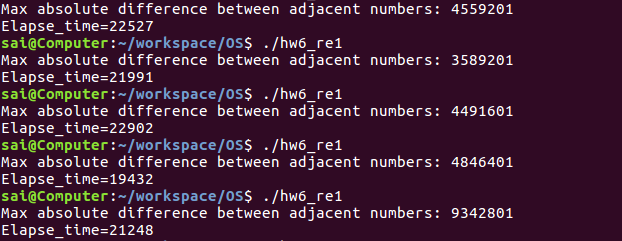 Max absolute difference between adjacent numbers: 4559201
Elapse_time=22527
sai@Computer:~/workspace/OS$ ./hw6_re1
Max absolute difference between adjacent numbers: 3589201
Elapse_time=21991
sai@Computer:~/workspace/OS$ ./hw6_re1
Max absolute difference between adjacent numbers: 4491601
Elapse_time=22902
sai@Computer:~/workspace/OS$ ./hw6_re1
Max absolute difference between adjacent numbers: 4846401
Elapse_time=19432
sai@Computer:~/workspace/OS$ ./hw6_re1
Max absolute difference between adjacent numbers: 9342801
Elapse_time=21248